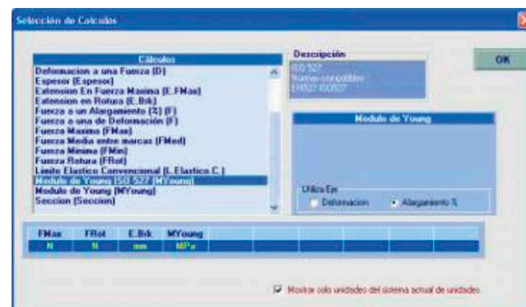 Selección de Calculos
Cálculos
Deformacion a una Fuerza (D)
Espesor (Espesor)
Extension En Fuerza Maxima (E.FMax)
Extension en Rotura (E.Brk)
Fuerza a un Alargamiento (%) (F)
Fuerza a una de Deformación (F)
Fuerza Maxima (FMax)
Fuerza Media entre marcas (FMed)
Fuerza Minima (FMin)
Fuerza Rotura (FRot)
Limite Elastico Convencional (L.Elastico C.)
Modulo de Young ISO 527 (MYoung)
Modulo de Young (MYoung)
Seccion (Seccion)
Descripción
ISO 527
Normas compatibles
EN527 ISO527
OK
Modulo de Young
Utiliza Eje
Deformacion
Alargamiento %
FMax FRot E.Brk MYoung
N N mm MPa
Mostrar solo unidades del sistema actual de unidades